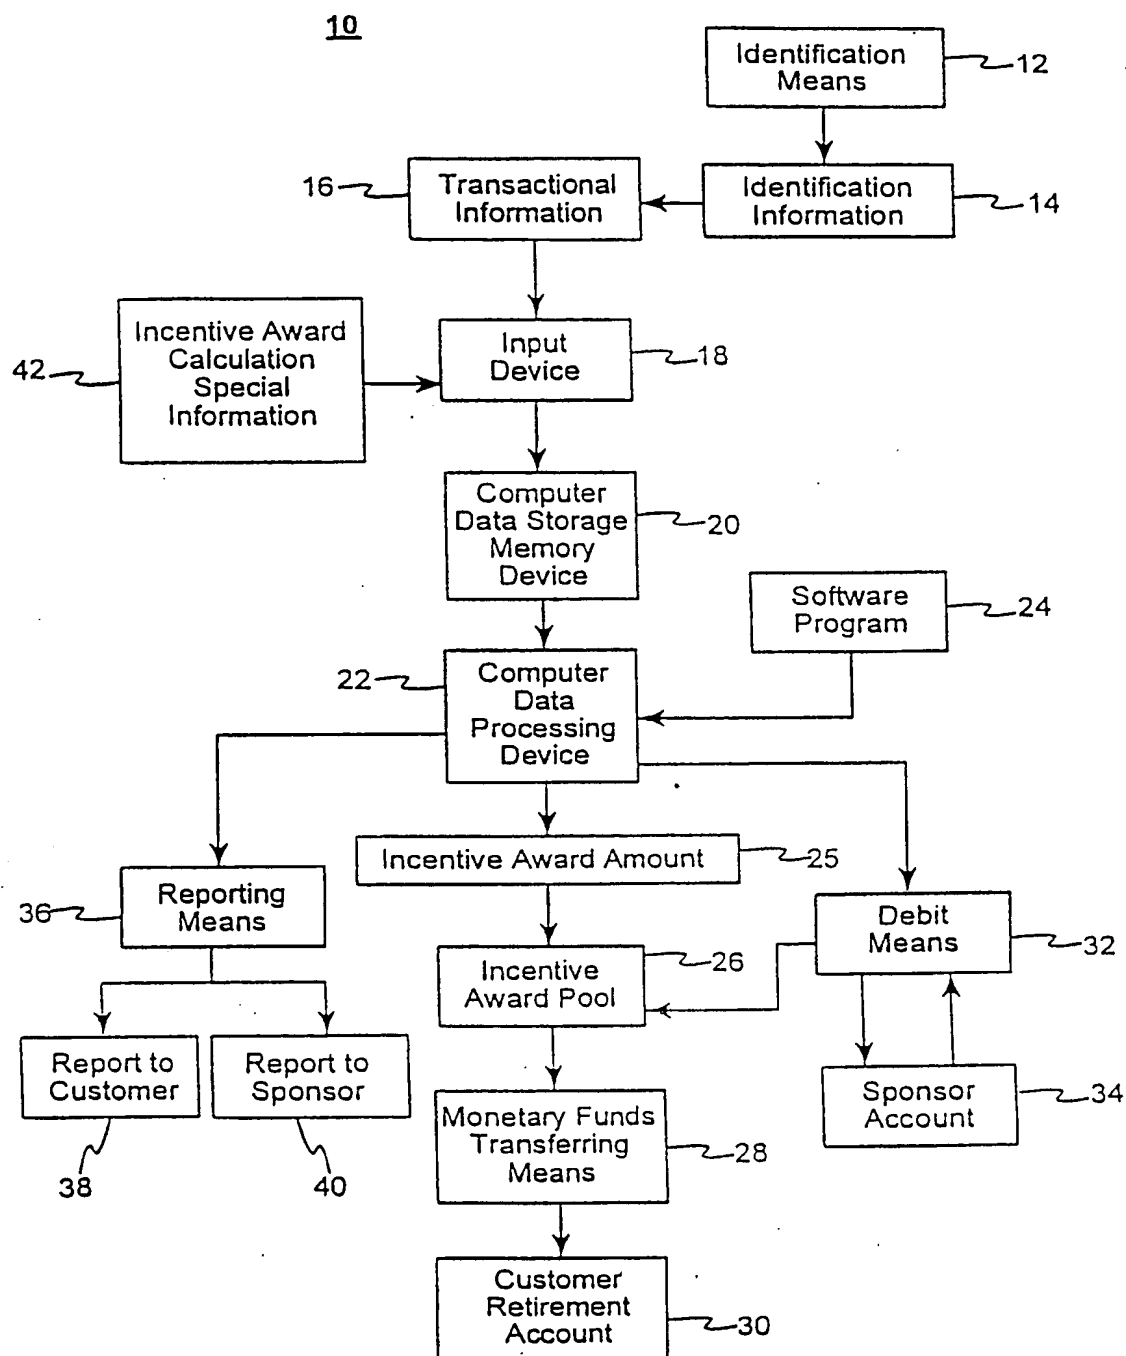 10
Identification
Means
12
16
Transactional
Information
Identification
Information
14
42
Incentive Award
Calculation
Special
Information
Input
Device
18
Computer
Data Storage
Memory
Device
20
Software
Program
24
22
Computer
Data
Processing
Device
Incentive Award Amount
25
36
Reporting
Means
Incentive
Award Pool
26
Debit
Means
32
Report to
Customer
Report to
Sponsor
38
40
Monetary Funds
Transferring
Means
28
Sponsor
Account
34
Customer
Retirement
Account
30